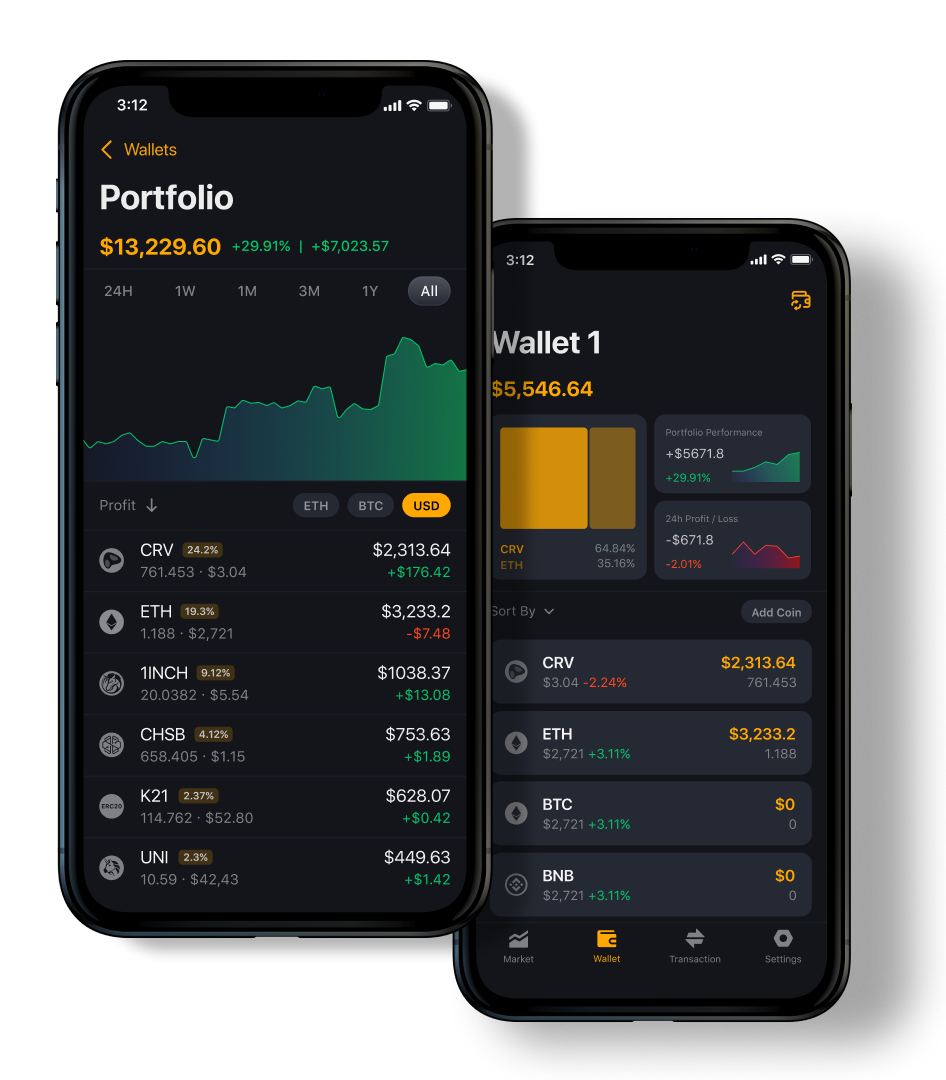 3:12
Wallets
Portfolio
$13,229.60 +29.91% | +$7,023.57
24H 1W 1M 3M 1Y All
Profit ETH BTC USD
CRV 24.2% $2,313.64
761.453 · $3.04 +$176.42
ETH 19.3% $3,233.2
1.188 · $2,721 -$7.48
1INCH 9.12% $1038.37
20.0382 · $5.54 +$13.08
CHSB 4.12% $753.63
658.405 · $1.15 +$1.89
K21 2.37% $628.07
ERC20
114.762 · $52.80 +$0.42
UNI 2.3% $449.63
10.59 · $42,43 +$1.42
3:12
Wallet 1
$5,546.64
CRV 64.84%
ETH 35.16%
Portfolio Performance
+$5671.8
+29.91%
24h Profit / Loss
-$671.8
-2.01%
Sort By Add Coin
CRV $2,313.64
$3.04 -2.24% 761.453
ETH $3,233.2
$2,721 +3.11% 1.188
BTC $0
$2,721 +3.11% 0
BNB $0
$2,721 +3.11% 0
Market Wallet Transaction Settings